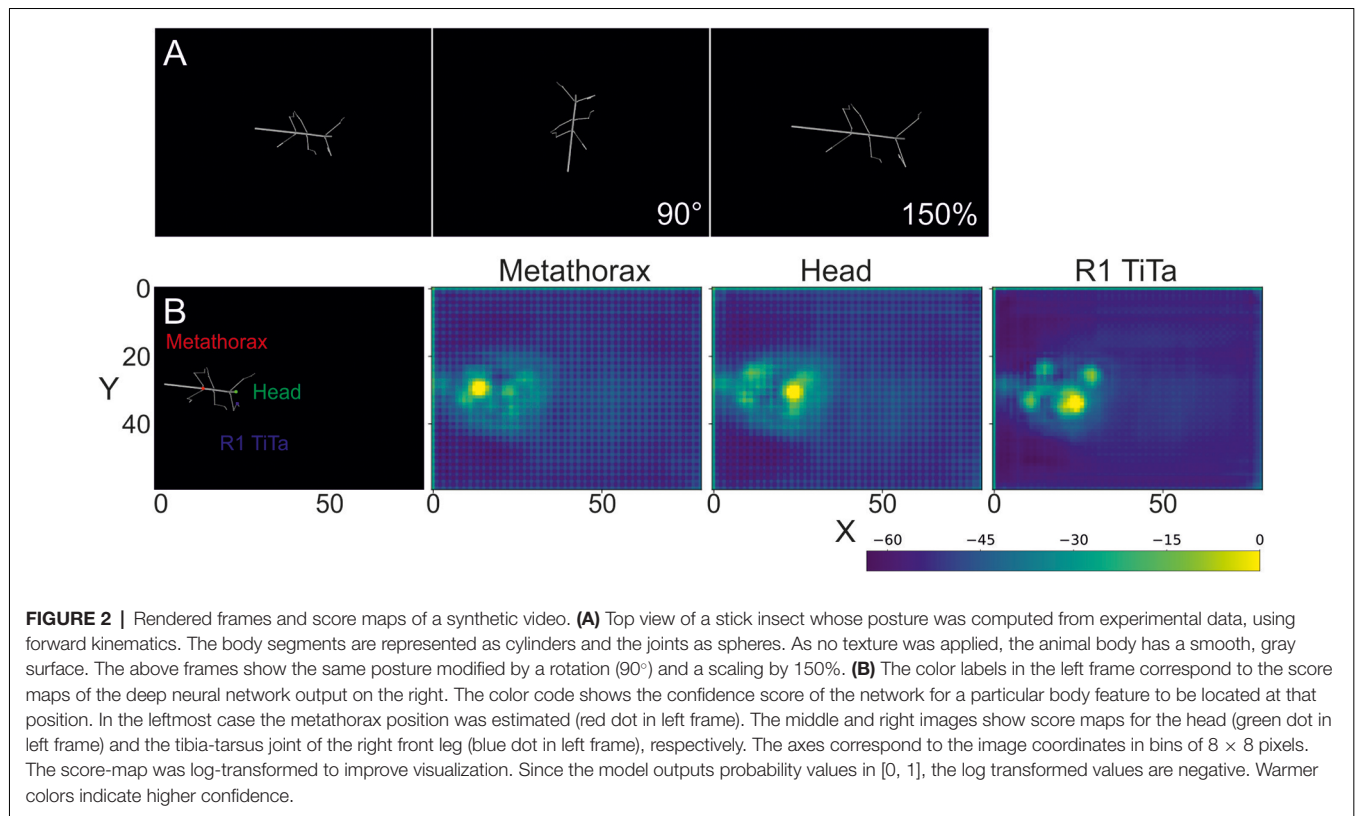 A
90°
150%
Metathorax
Head
R1 TiTa
0
B
Metathorax
20
Y
Head
40
R1 TiTa
0
50
0
50
0
50
0
50
X
−60
−45
−30
−15
0
FIGURE 2 | Rendered frames and score maps of a synthetic video. (A) Top view of a stick insect whose posture was computed from experimental data, using
forward kinematics. The body segments are represented as cylinders and the joints as spheres. As no texture was applied, the animal body has a smooth, gray
surface. The above frames show the same posture modified by a rotation (90°) and a scaling by 150%. (B) The color labels in the left frame correspond to the score
maps of the deep neural network output on the right. The color code shows the confidence score of the network for a particular body feature to be located at that
position. In the leftmost case the metathorax position was estimated (red dot in left frame). The middle and right images show score maps for the head (green dot in
left frame) and the tibia-tarsus joint of the right front leg (blue dot in left frame), respectively. The axes correspond to the image coordinates in bins of 8 × 8 pixels.
The score-map was log-transformed to improve visualization. Since the model outputs probability values in [0, 1], the log transformed values are negative. Warmer
colors indicate higher confidence.